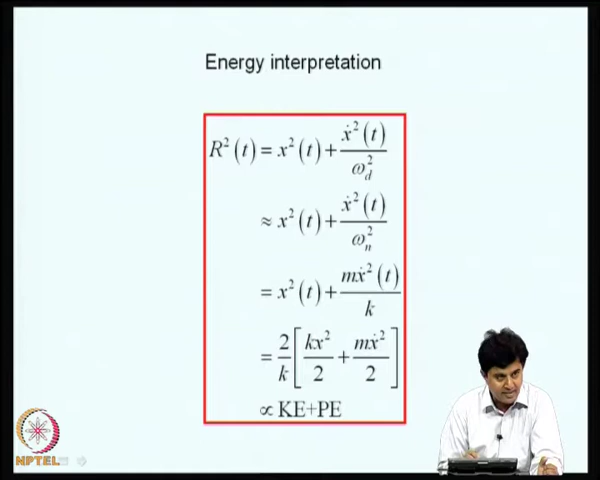 Energy interpretation
R²(t) = x²(t) + ẋ²(t)/ω_d²
≈ x²(t) + ẋ²(t)/ω_n²
= x²(t) + mẋ²(t)/k
= 2/k [kx²/2 + mẋ²/2]
∝ KE+PE
NPTEL